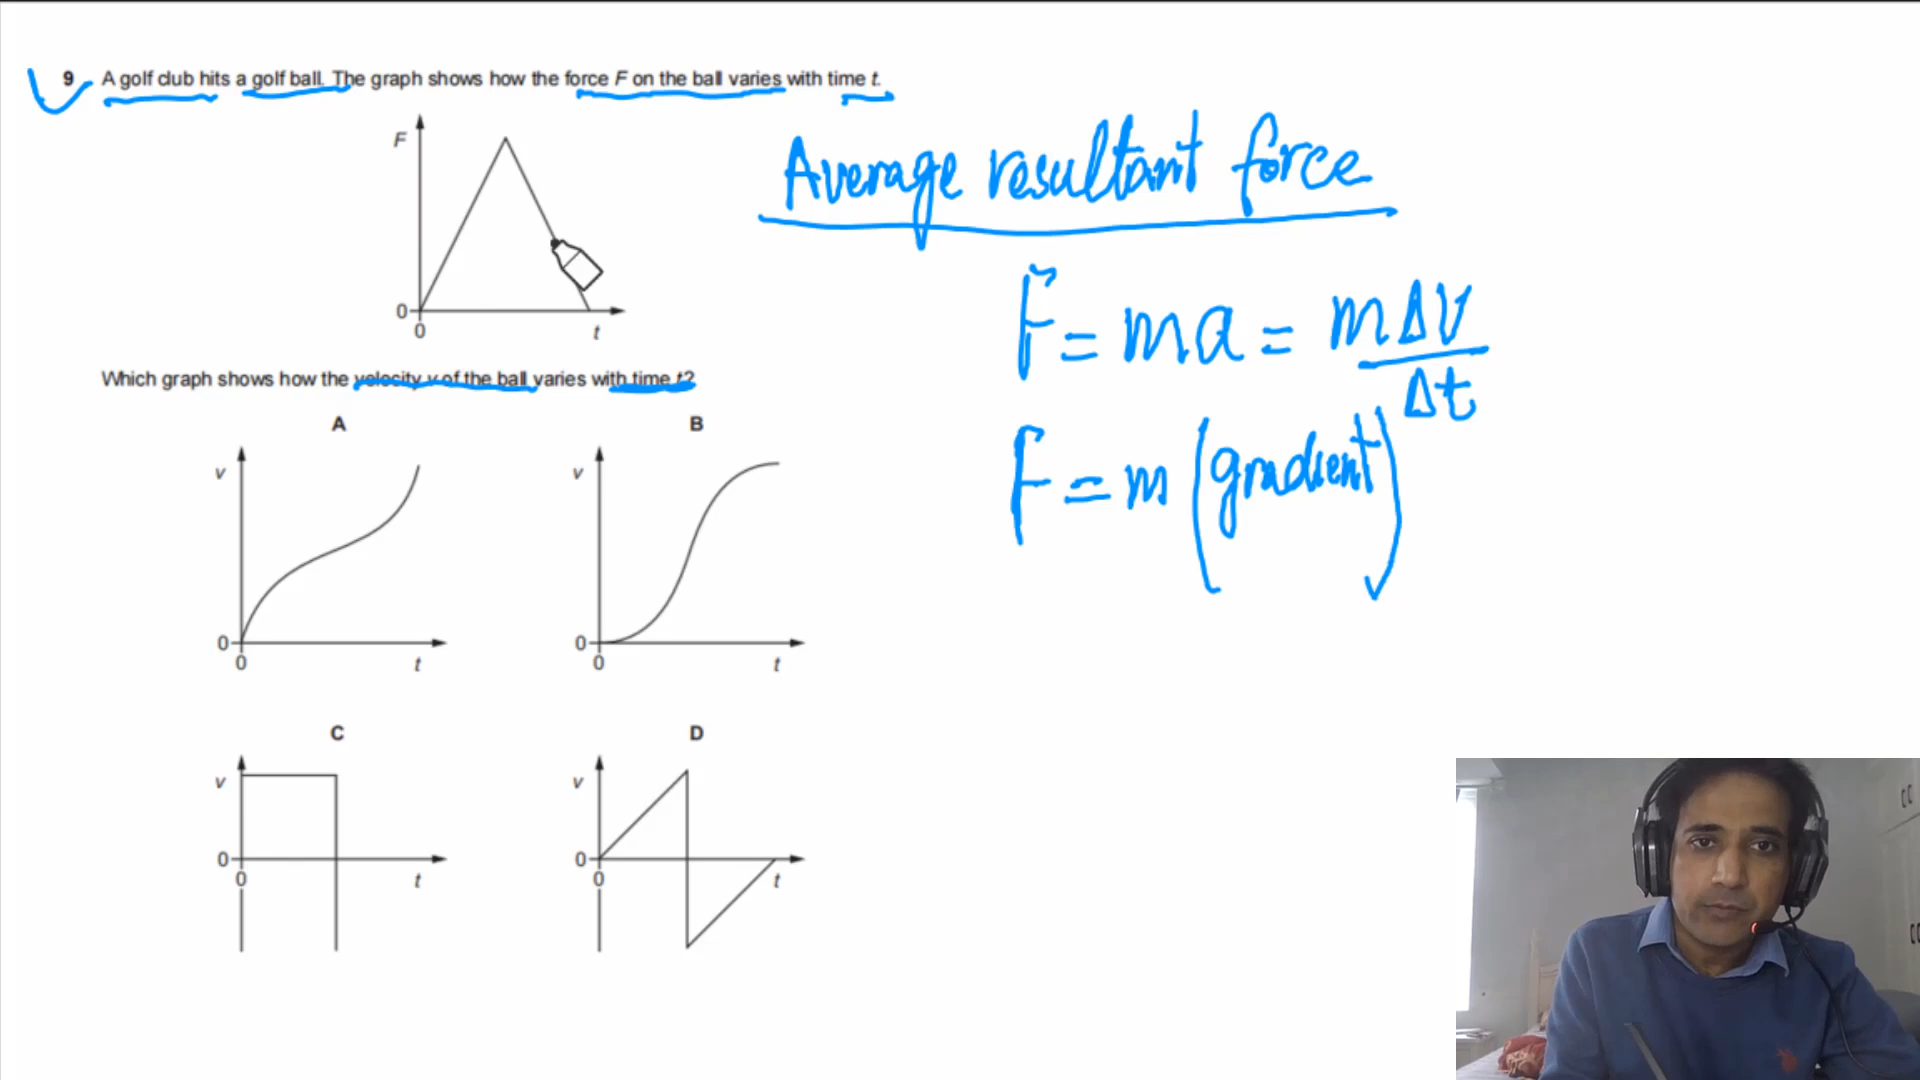 9 A golf club hits a golf ball. The graph shows how the force F on the ball varies with time t.
F
0
0
t
Average resultant force
F = ma = mΔv/Δt
F = m (gradient)
Which graph shows how the velocity v of the ball varies with time t?
A
v
0
0
t
B
v
0
0
t
C
v
0
0
t
D
v
0
0
t